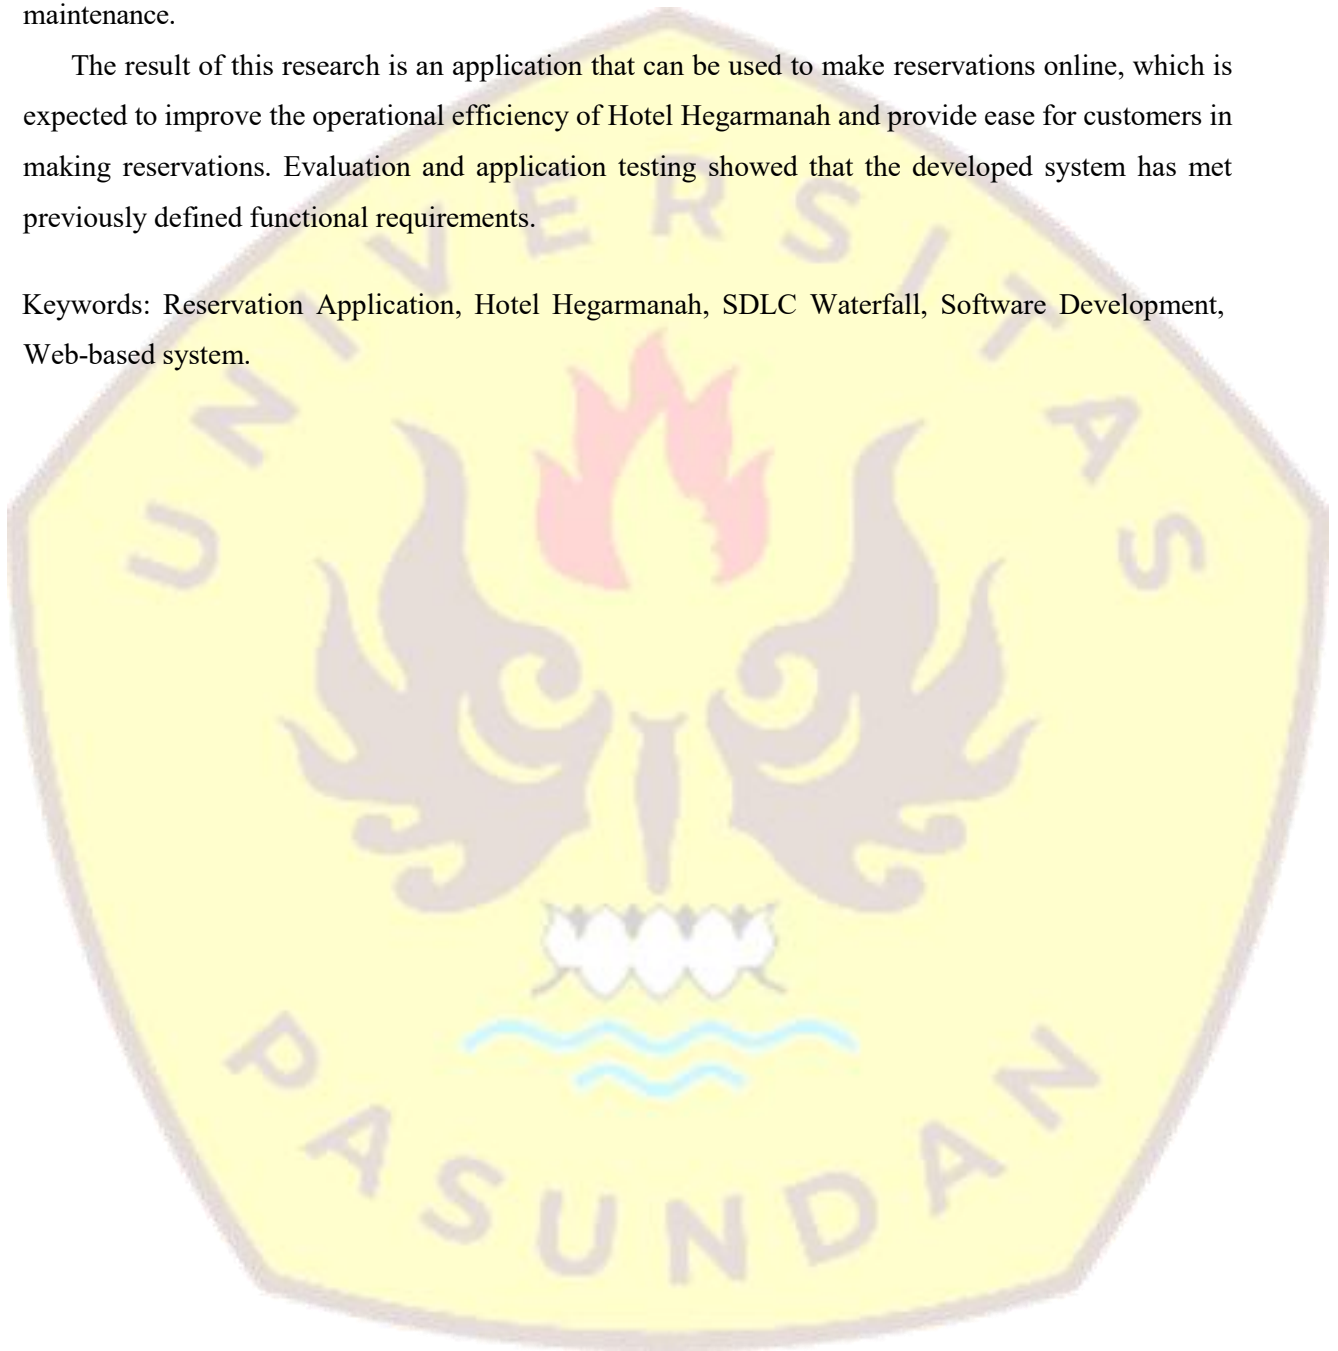 maintenance.
The result of this research is an application that can be used to make reservations online, which is
expected to improve the operational efficiency of Hotel Hegarmanah and provide ease for customers in
making reservations. Evaluation and application testing showed that the developed system has met
previously defined functional requirements.
Keywords: Reservation Application, Hotel Hegarmanah, SDLC Waterfall, Software Development,
Web-based system.
UNIVERSITAS
PASUNDAN